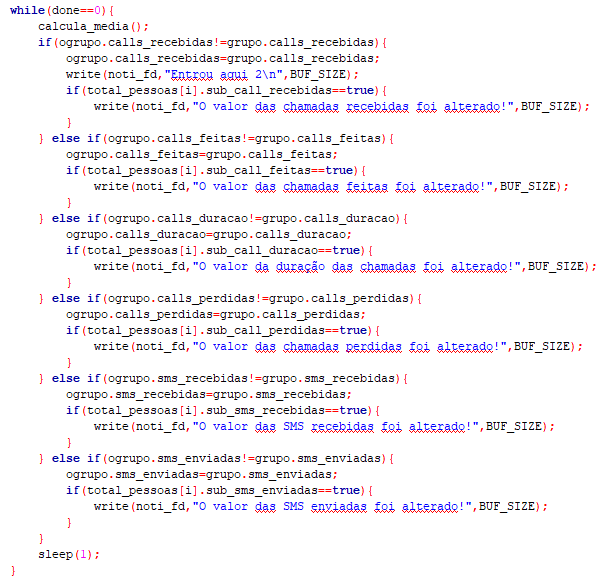 while(done==0){
    calcula_media();
    if(ogrupo.calls_recebidas!=grupo.calls_recebidas){
        ogrupo.calls_recebidas=grupo.calls_recebidas;
        write(noti_fd,"Entrou aqui 2\n",BUF_SIZE);
        if(total_pessoas[i].sub_call_recebidas==true){
            write(noti_fd,"O valor das chamadas recebidas foi alterado!",BUF_SIZE);
        }
    } else if(ogrupo.calls_feitas!=grupo.calls_feitas){
        ogrupo.calls_feitas=grupo.calls_feitas;
        if(total_pessoas[i].sub_call_feitas==true){
            write(noti_fd,"O valor das chamadas feitas foi alterado!",BUF_SIZE);
        }
    } else if(ogrupo.calls_duracao!=grupo.calls_duracao){
        ogrupo.calls_duracao=grupo.calls_duracao;
        if(total_pessoas[i].sub_call_duracao==true){
            write(noti_fd,"O valor da duração das chamadas foi alterado!",BUF_SIZE);
        }
    } else if(ogrupo.calls_perdidas!=grupo.calls_perdidas){
        ogrupo.calls_perdidas=grupo.calls_perdidas;
        if(total_pessoas[i].sub_call_perdidas==true){
            write(noti_fd,"O valor das chamadas perdidas foi alterado!",BUF_SIZE);
        }
    } else if(ogrupo.sms_recebidas!=grupo.sms_recebidas){
        ogrupo.sms_recebidas=grupo.sms_recebidas;
        if(total_pessoas[i].sub_sms_recebidas==true){
            write(noti_fd,"O valor das SMS recebidas foi alterado!",BUF_SIZE);
        }
    } else if(ogrupo.sms_enviadas!=grupo.sms_enviadas){
        ogrupo.sms_enviadas=grupo.sms_enviadas;
        if(total_pessoas[i].sub_sms_enviadas==true){
            write(noti_fd,"O valor das SMS enviadas foi alterado!",BUF_SIZE);
        }
    }
    sleep(1);
}